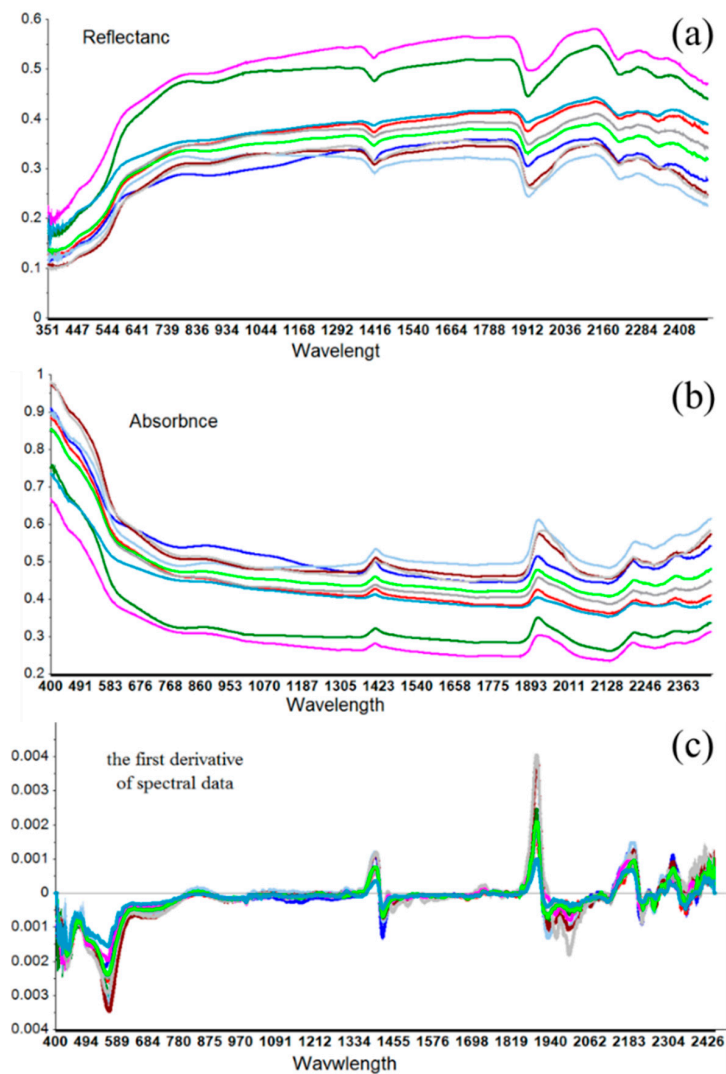 0.6
Reflectanc
(a)
0.5
0.4
0.3
0.2
0.1
0
351 447 544 641 739 836 934 1044 1168 1292 1416 1540 1664 1788 1912 2036 2160 2284 2408
Wavelengt
1
(b)
0.9
Absorbnce
0.8
0.7
0.6
0.5
0.4
0.3
0.2
400 491 583 676 768 860 953 1070 1187 1305 1423 1540 1658 1775 1893 2011 2128 2246 2363
Wavelength
(c)
0.004
the first derivative
of spectral data
0.003
0.002
0.001
0
0.001
0.002
0.003
0.004
400 494 589 684 780 875 970 1091 1212 1334 1455 1576 1698 1819 1940 2062 2183 2304 2426
Wavwlength